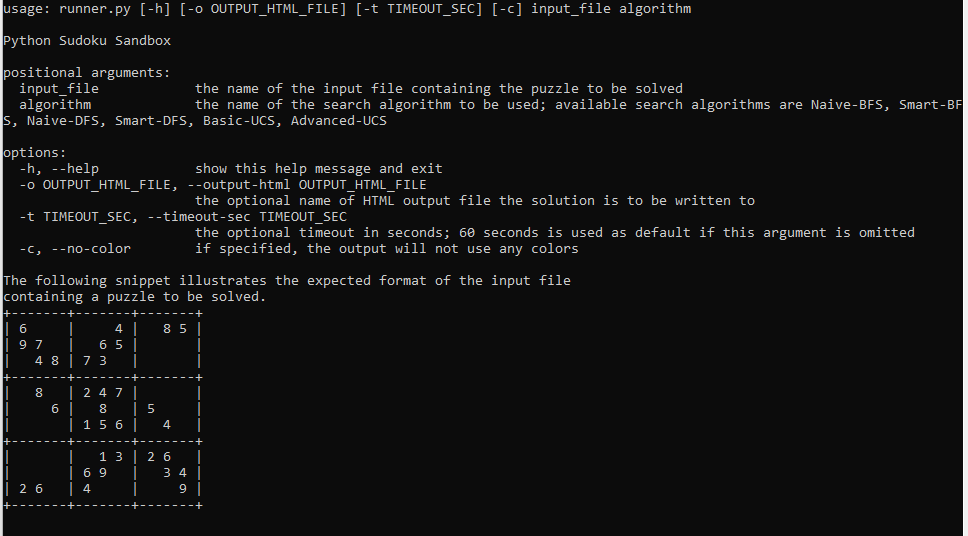 usage: runner.py [-h] [-o OUTPUT_HTML_FILE] [-t TIMEOUT_SEC] [-c] input_file algorithm

Python Sudoku Sandbox

positional arguments:
  input_file            the name of the input file containing the puzzle to be solved
  algorithm             the name of the search algorithm to be used; available search algorithms are Naive-BFS, Smart-BF
S, Naive-DFS, Smart-DFS, Basic-UCS, Advanced-UCS

options:
  -h, --help            show this help message and exit
  -o OUTPUT_HTML_FILE, --output-html OUTPUT_HTML_FILE
                        the optional name of HTML output file the solution is to be written to
  -t TIMEOUT_SEC, --timeout-sec TIMEOUT_SEC
                        the optional timeout in seconds; 60 seconds is used as default if this argument is omitted
  -c, --no-color        if specified, the output will not use any colors

The following snippet illustrates the expected format of the input file
containing a puzzle to be solved.
+-------+-------+-------+
| 6     |     4 |   8 5 |
| 9 7   |   6 5 |       |
|   4 8 | 7 3   |       |
+-------+-------+-------+
|   8   | 2 4 7 |       |
|     6 |   8   | 5     |
|       | 1 5 6 |   4   |
+-------+-------+-------+
|       |   1 3 | 2 6   |
|       | 6 9   |   3 4 |
| 2 6   | 4     |     9 |
+-------+-------+-------+